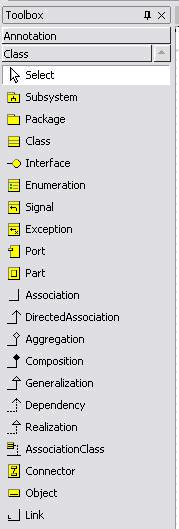 Toolbox
Annotation
Class
Select
Subsystem
Package
Class
Interface
Enumeration
Signal
Exception
Port
Part
Association
DirectedAssociation
Aggregation
Composition
Generalization
Dependency
Realization
AssociationClass
Connector
Object
Link